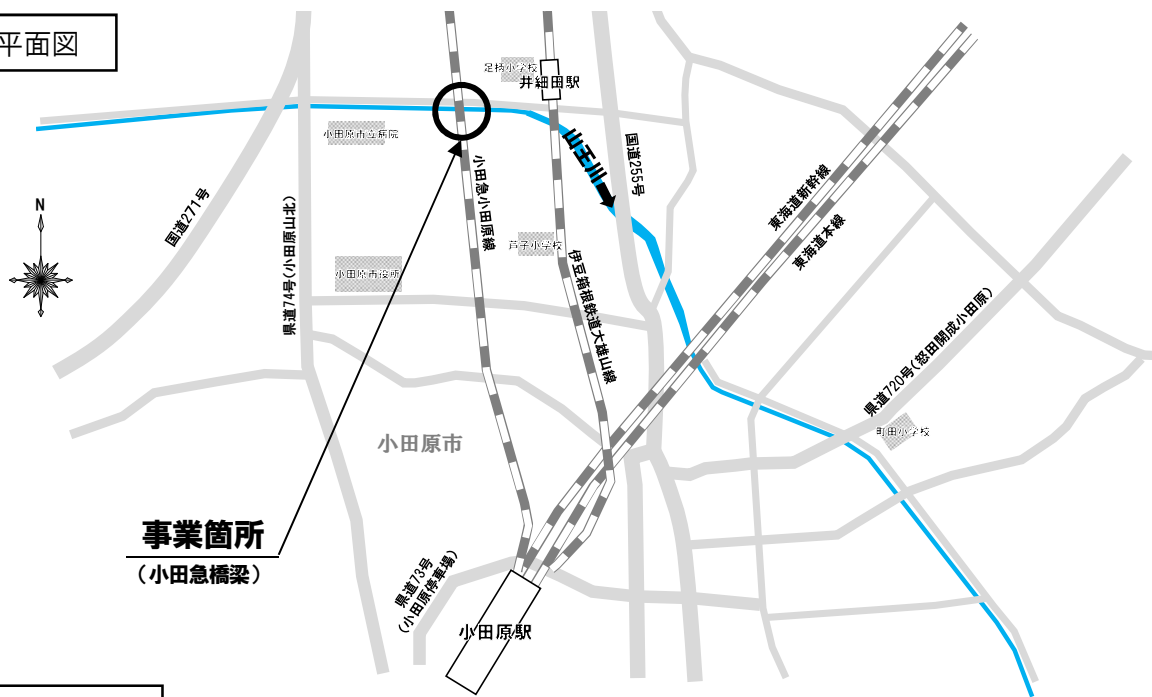 平面図
足柄小学校
井細田駅
小田原市立病院
山王川
国道255号
国道271号
N
県道74号(小田原山北)
小田急小田原線
芦子小学校
小田原市役所
伊豆箱根鉄道大雄山線
東海道新幹線
東海道本線
県道720号(怒田開成小田原)
町田小学校
小田原市
事業箇所
(小田急橋梁)
県道73号
(小田原停車場)
小田原駅